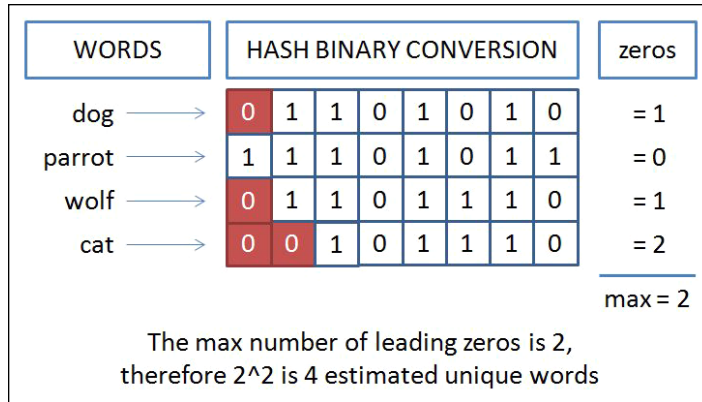 WORDS HASH BINARY CONVERSION zeros
dog 0 1 1 0 1 0 1 0 = 1
parrot 1 1 1 0 1 0 1 1 = 0
wolf 0 1 1 0 1 1 1 0 = 1
cat 0 0 1 0 1 1 1 0 = 2
max = 2
The max number of leading zeros is 2,
therefore 2^2 is 4 estimated unique words